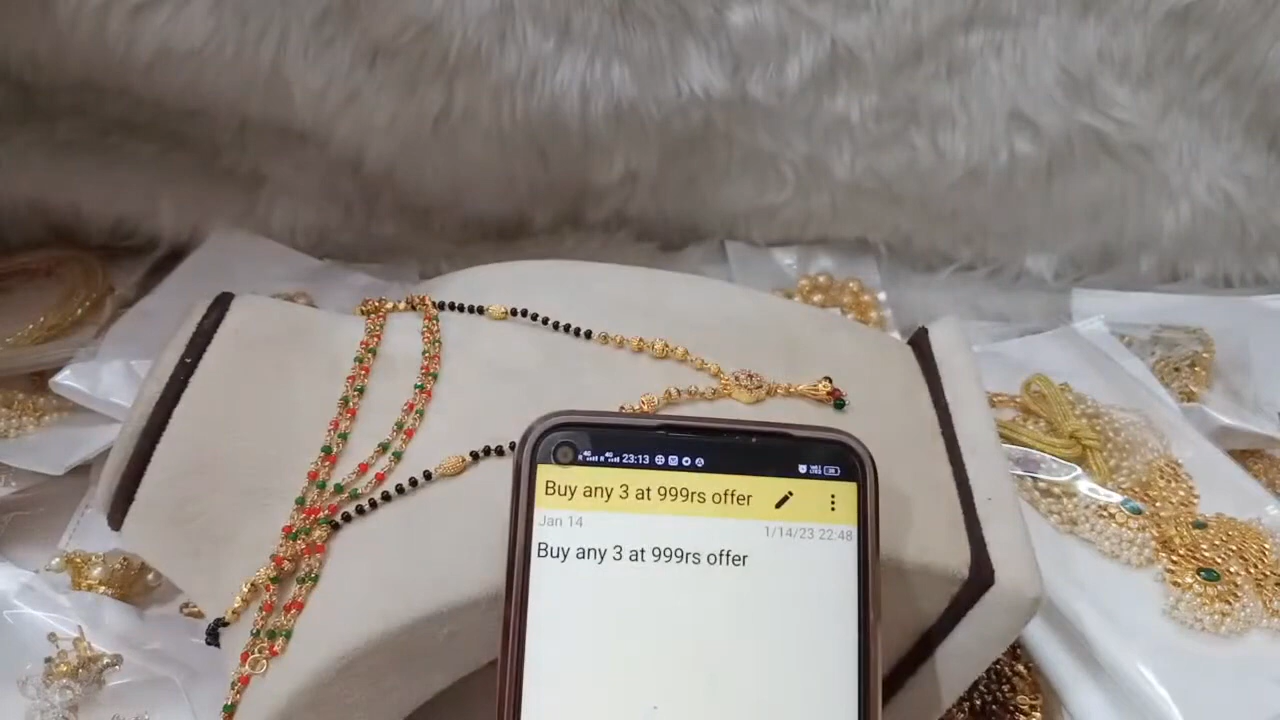 23:13
Buy any 3 at 999rs offer
Jan 14
1/14/23 22:48
Buy any 3 at 999rs offer